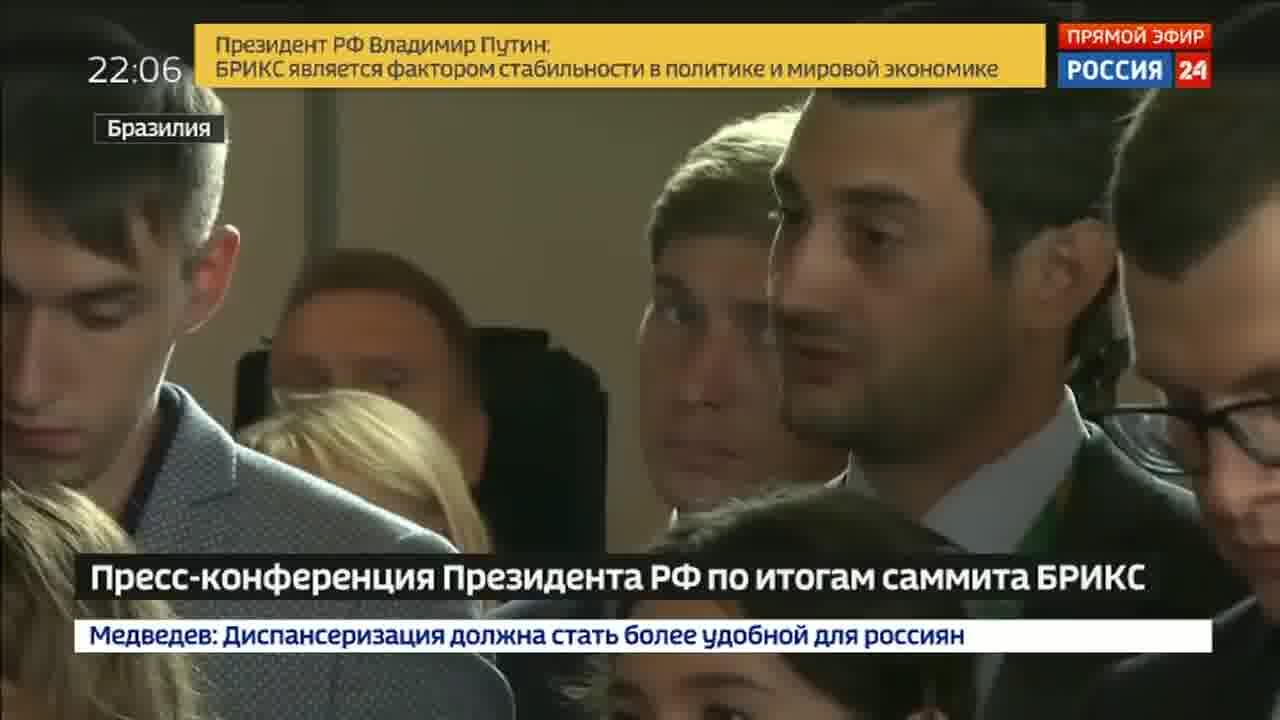 22:06
Президент РФ Владимир Путин:
БРИКС является фактором стабильности в политике и мировой экономике
ПРЯМОЙ ЭФИР
РОССИЯ 24
Бразилия
Пресс-конференция Президента РФ по итогам саммита БРИКС
Медведев: Диспансеризация должна стать более удобной для россиян